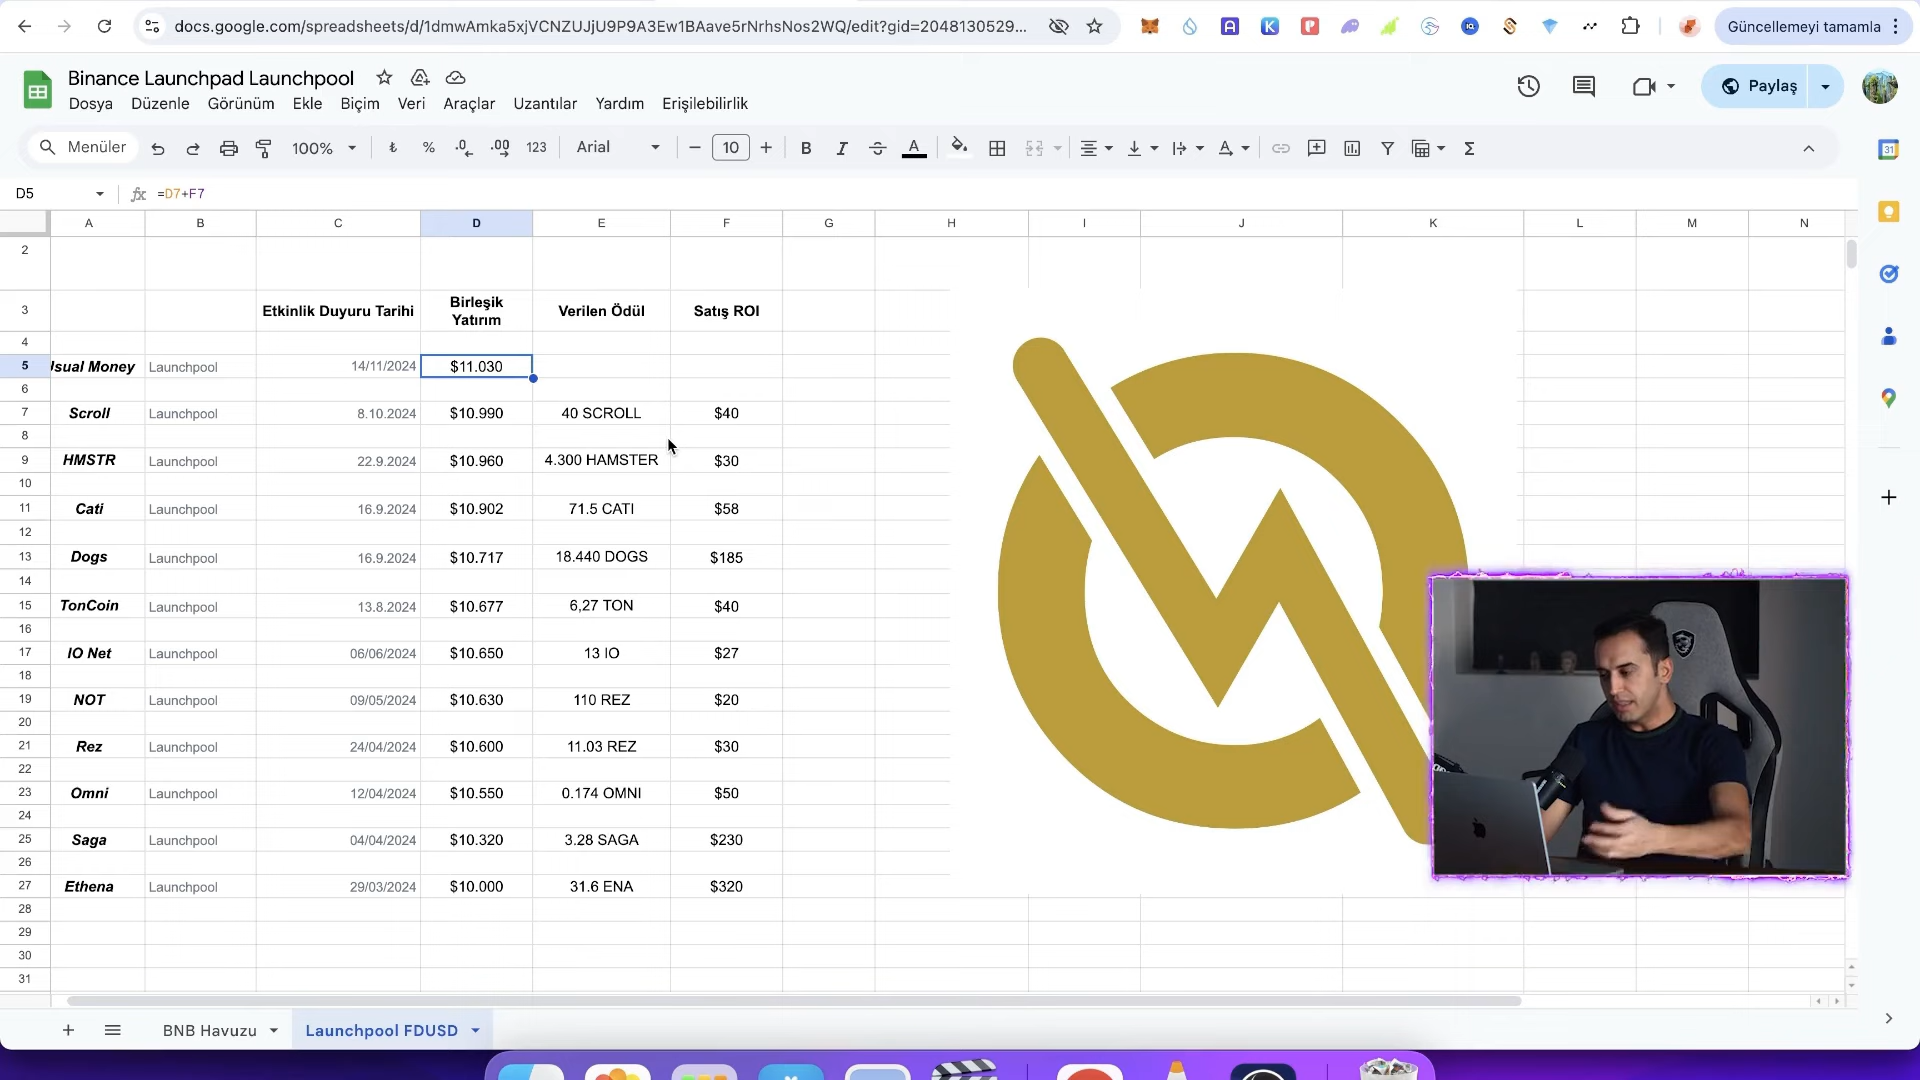 docs.google.com/spreadsheets/d/1dmwAmka5xjVCNZUJjU9P9A3Ew1BAave5rNrhsNos2WQ/edit?gid=2048130529...
Güncellemeyi tamamla
Binance Launchpad Launchpool
Dosya Düzenle Görünüm Ekle Biçim Veri Araçlar Uzantılar Yardım Erişilebilirlik
Paylaş
Menüler 100% ₺ % .0 .00 123 Arial 10 B I A Σ
D5 fx =D7+F7
A B C D E F G H I J K L M N
2
3 Etkinlik Duyuru Tarihi Birleşik Yatırım Verilen Ödül Satış ROI
4
5 Usual Money Launchpool 14/11/2024 $11.030
6
7 Scroll Launchpool 8.10.2024 $10.990 40 SCROLL $40
8
9 HMSTR Launchpool 22.9.2024 $10.960 4.300 HAMSTER $30
10
11 Cati Launchpool 16.9.2024 $10.902 71.5 CATI $58
12
13 Dogs Launchpool 16.9.2024 $10.717 18.440 DOGS $185
14
15 TonCoin Launchpool 13.8.2024 $10.677 6,27 TON $40
16
17 IO Net Launchpool 06/06/2024 $10.650 13 IO $27
18
19 NOT Launchpool 09/05/2024 $10.630 110 REZ $20
20
21 Rez Launchpool 24/04/2024 $10.600 11.03 REZ $30
22
23 Omni Launchpool 12/04/2024 $10.550 0.174 OMNI $50
24
25 Saga Launchpool 04/04/2024 $10.320 3.28 SAGA $230
26
27 Ethena Launchpool 29/03/2024 $10.000 31.6 ENA $320
28
29
30
31
BNB Havuzu Launchpool FDUSD